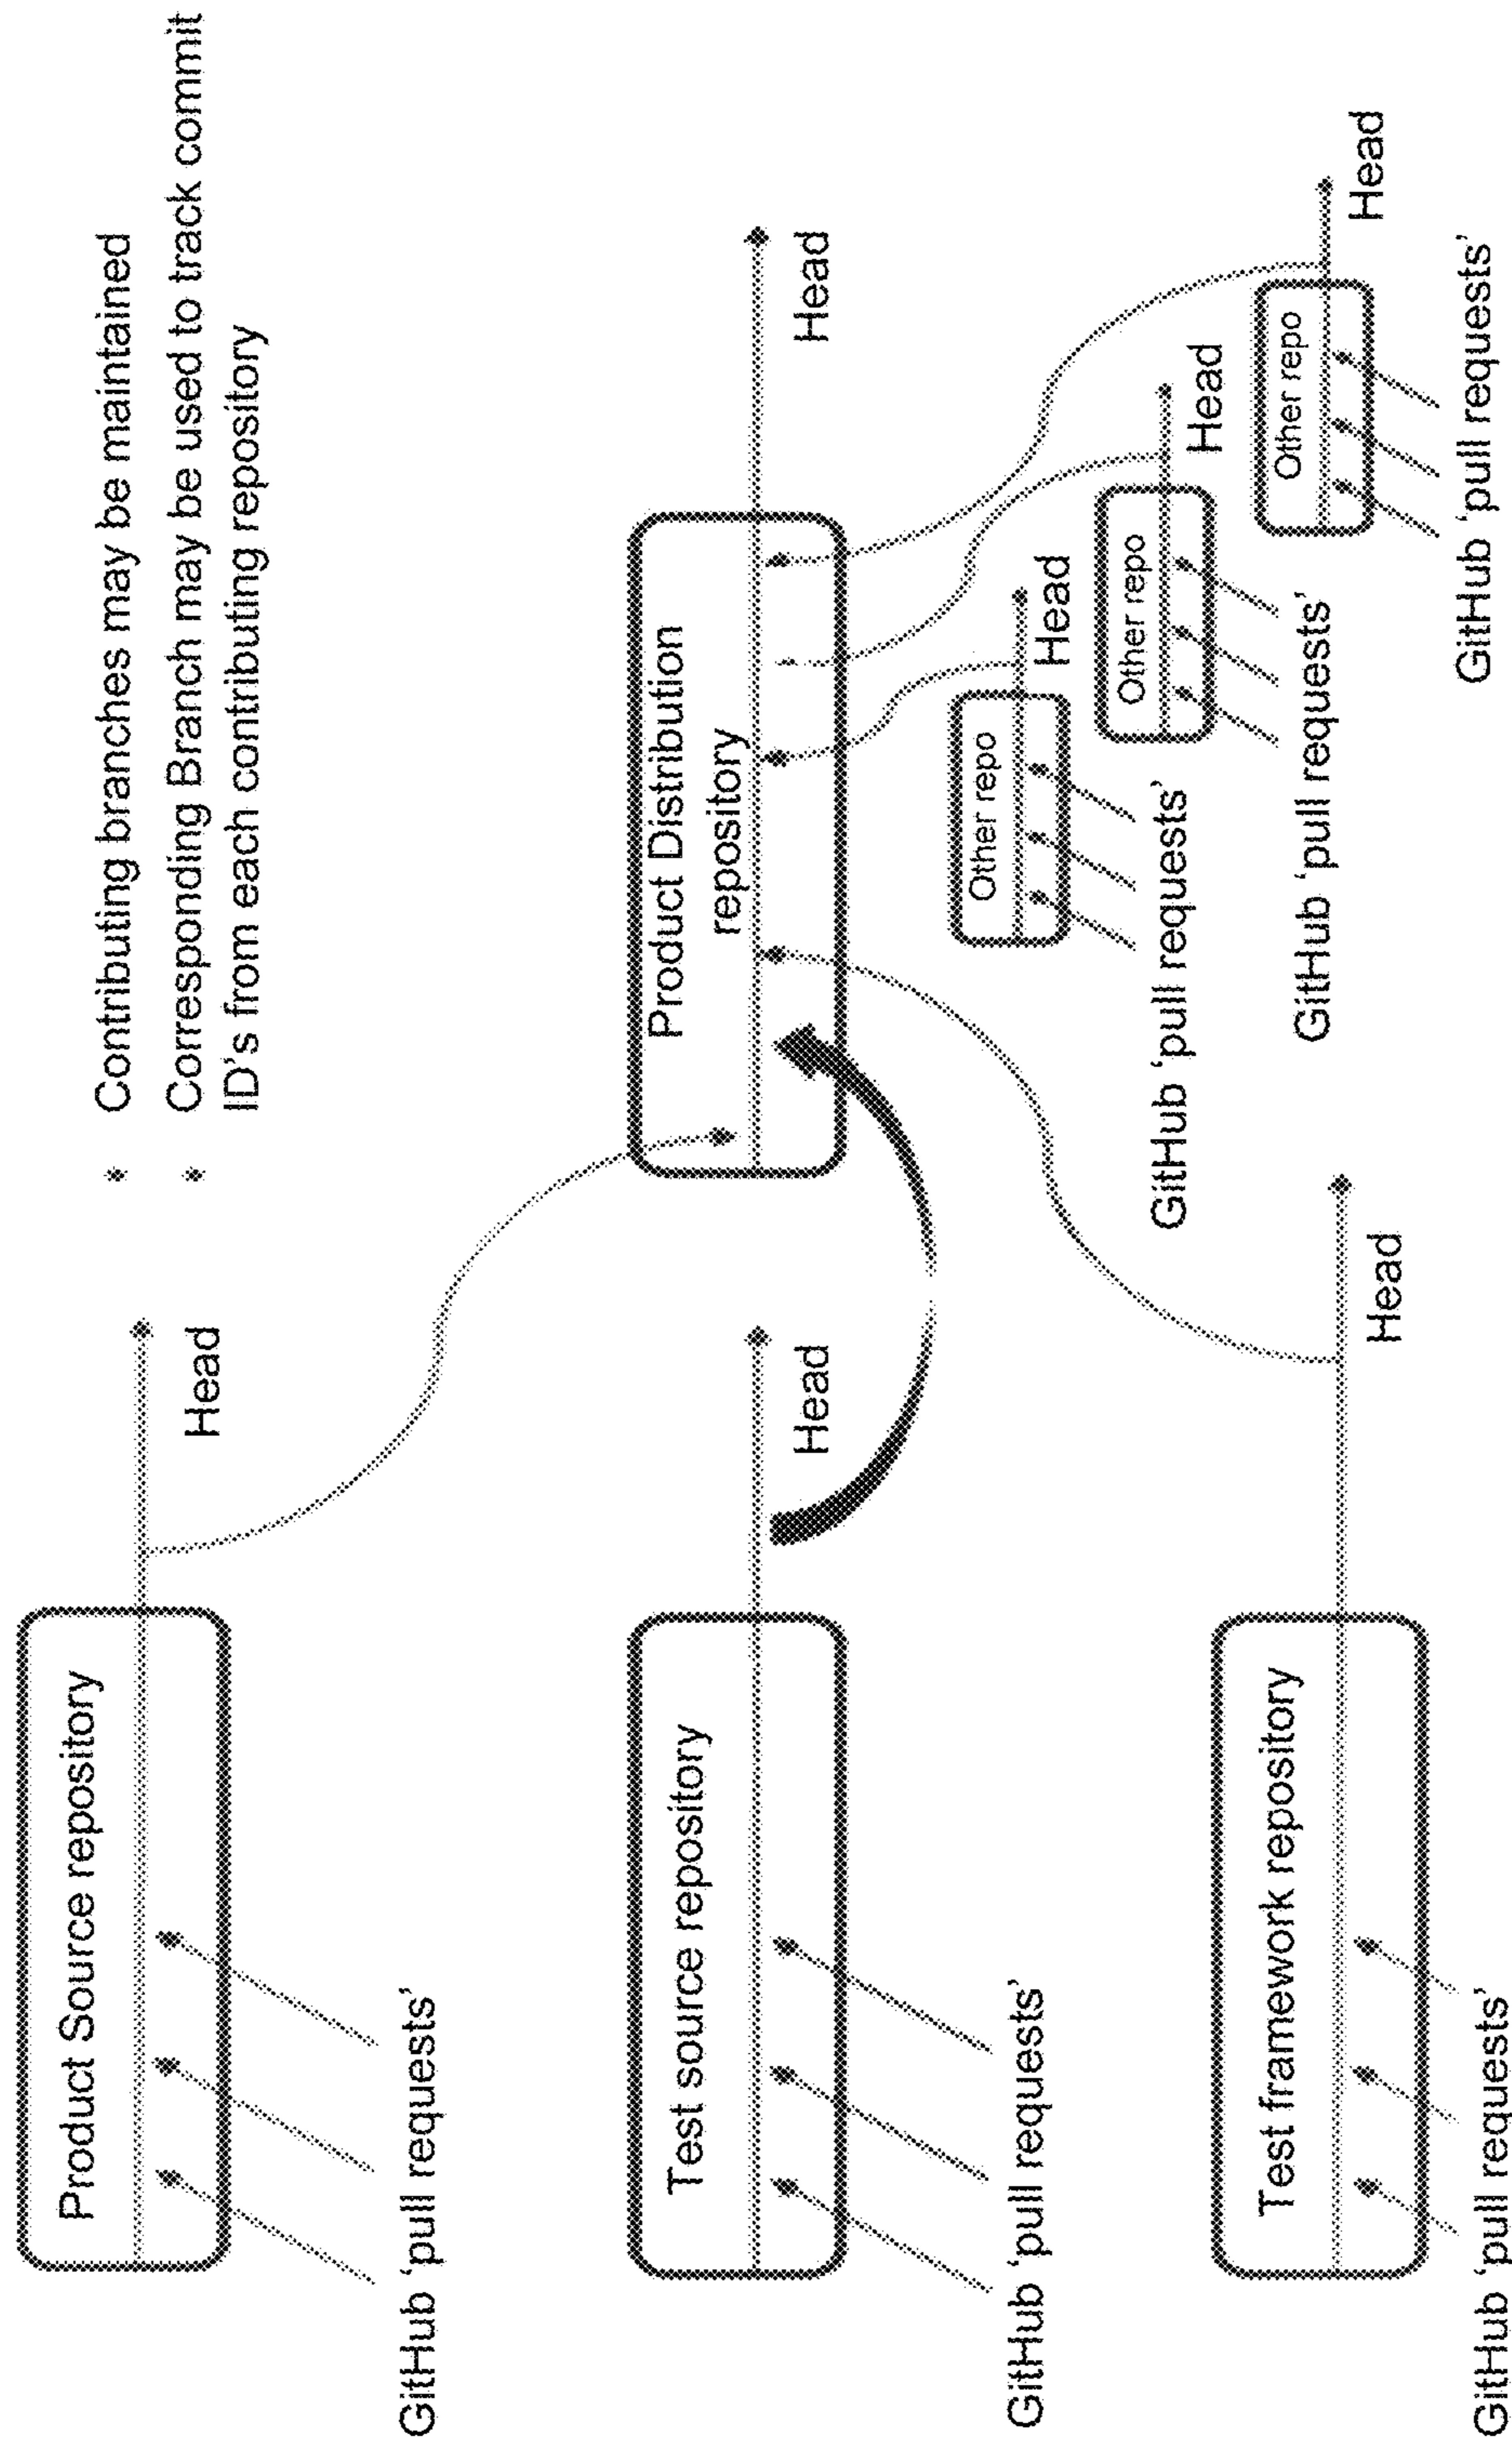 Contributing branches may be maintained
Corresponding Branch may be used to track commit
ID's from each contributing repository
Product Source repository
Head
GitHub 'pull requests'
Test source repository
Head
GitHub 'pull requests'
Test framework repository
Head
GitHub 'pull requests'
Product Distribution
repository
Head
Other repo
Head
GitHub 'pull requests'
Other repo
Head
GitHub 'pull requests'
Other repo
Head
GitHub 'pull requests'